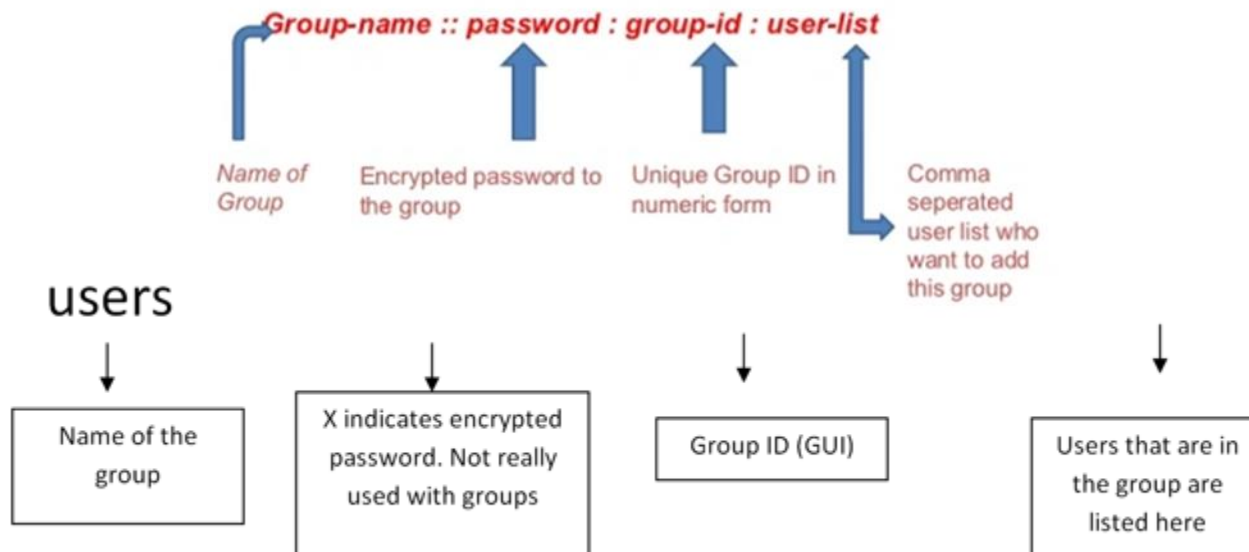 Group-name :: password : group-id : user-list
Name of
Group
Encrypted password to
the group
Unique Group ID in
numeric form
Comma
seperated
user list who
want to add
this group
users
Name of the
group
X indicates encrypted
password. Not really
used with groups
Group ID (GUI)
Users that are in
the group are
listed here